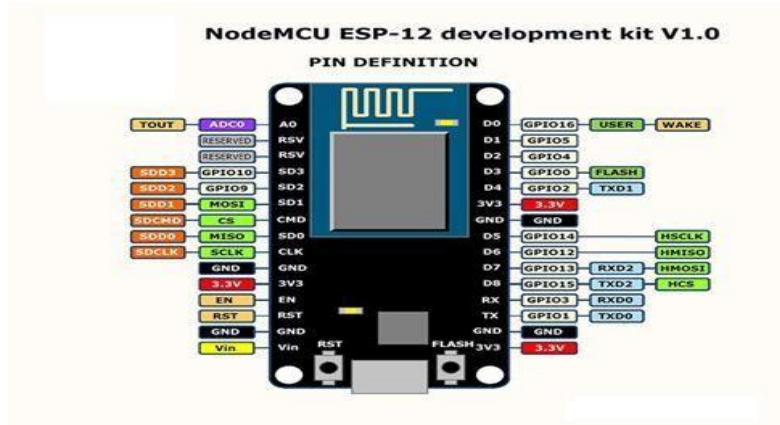 NodeMCU ESP-12 development kit V1.0
PIN DEFINITION
TOUT ADC0 A0 D0 GPIO16 USER WAKE
RESERVED RSV D1 GPIO5
RESERVED RSV D2 GPIO4
SDD3 GPIO10 SD3 D3 GPIO0 FLASH
SDD2 GPIO9 SD2 D4 GPIO2 TXD1
SDD1 MOSI SD1 3V3 3.3V
SDCMD CS CMD GND GND
SDD0 MISO SD0 D5 GPIO14 HSCLK
SDCLK SCLK CLK D6 GPIO12 HMISO
GND GND D7 GPIO13 RXD2 HMOSI
3.3V 3V3 D8 GPIO15 TXD2 HCS
EN EN RX GPIO3 RXD0
RST RST TX GPIO1 TXD0
GND GND GND GND
Vin Vin RST FLASH 3V3 3.3V